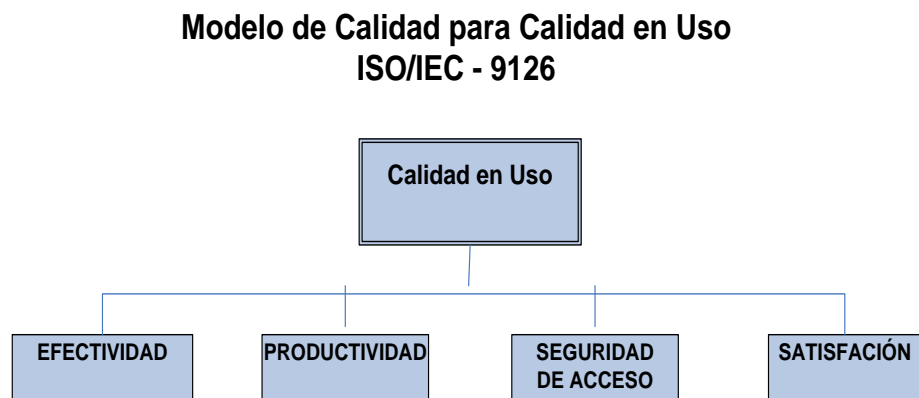 Modelo de Calidad para Calidad en Uso
ISO/IEC - 9126
Calidad en Uso
EFECTIVIDAD
PRODUCTIVIDAD
SEGURIDAD
DE ACCESO
SATISFACIÓN